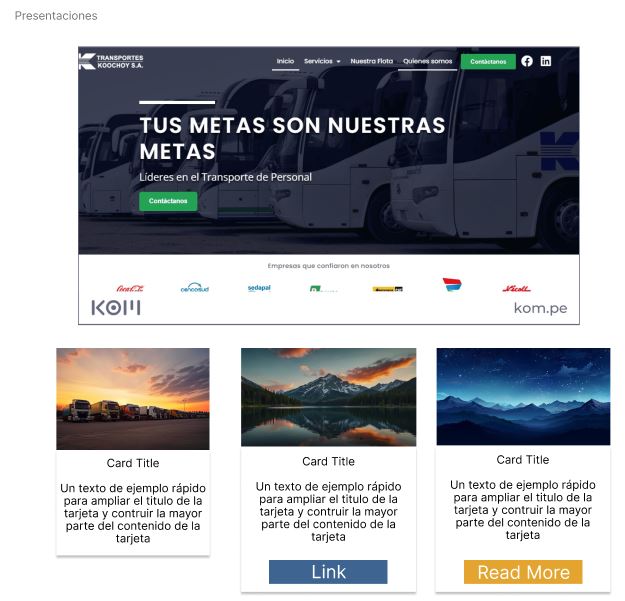 Presentaciones
TRANSPORTES
KOOCHOY S.A.
Inicio Servicios Nuestra Flota Quienes somos Contáctanos
TUS METAS SON NUESTRAS
METAS
Líderes en el Transporte de Personal
Contáctanos
Empresas que confiaron en nosotros
Coca-Cola cencosud sedapal Nicoll
KOM kom.pe
Card Title
Un texto de ejemplo rápido
para ampliar el titulo de la
tarjeta y contruir la mayor
parte del contenido de la
tarjeta
Card Title
Un texto de ejemplo rápido
para ampliar el titulo de la
tarjeta y contruir la mayor
parte del contenido de la
tarjeta
Link
Card Title
Un texto de ejemplo rápido
para ampliar el titulo de la
tarjeta y contruir la mayor
parte del contenido de la
tarjeta
Read More